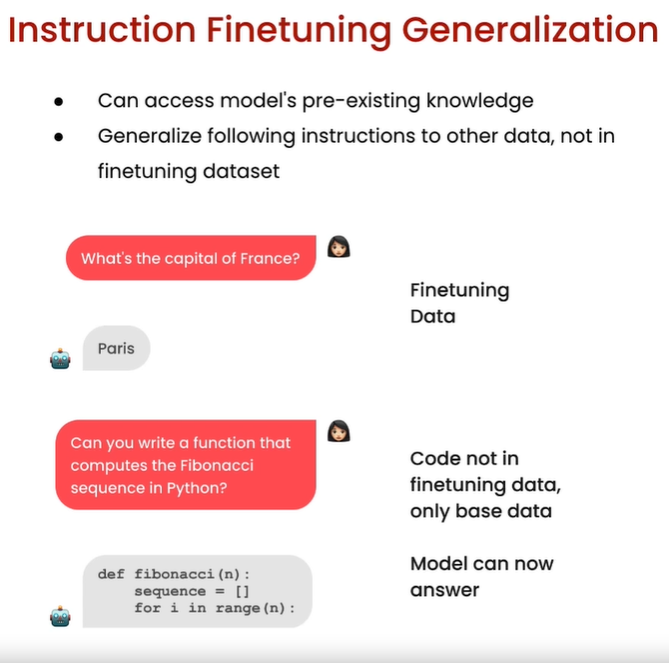 Instruction Finetuning Generalization
● Can access model's pre-existing knowledge
● Generalize following instructions to other data, not in
finetuning dataset
What's the capital of France?
Finetuning
Data
Paris
Can you write a function that
computes the Fibonacci
sequence in Python?
Code not in
finetuning data,
only base data
def fibonacci(n):
    sequence = []
    for i in range(n):
Model can now
answer